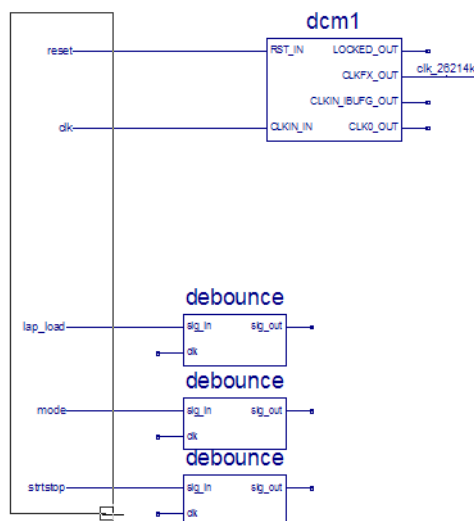 dcm1
reset RST_IN LOCKED_OUT
CLKFX_OUT clk_26214k
CLKIN_IBUFG_OUT
clk CLKIN_IN CLK0_OUT
debounce
lap_load sig_in sig_out
clk
debounce
mode sig_in sig_out
clk
debounce
strtstop sig_in sig_out
clk